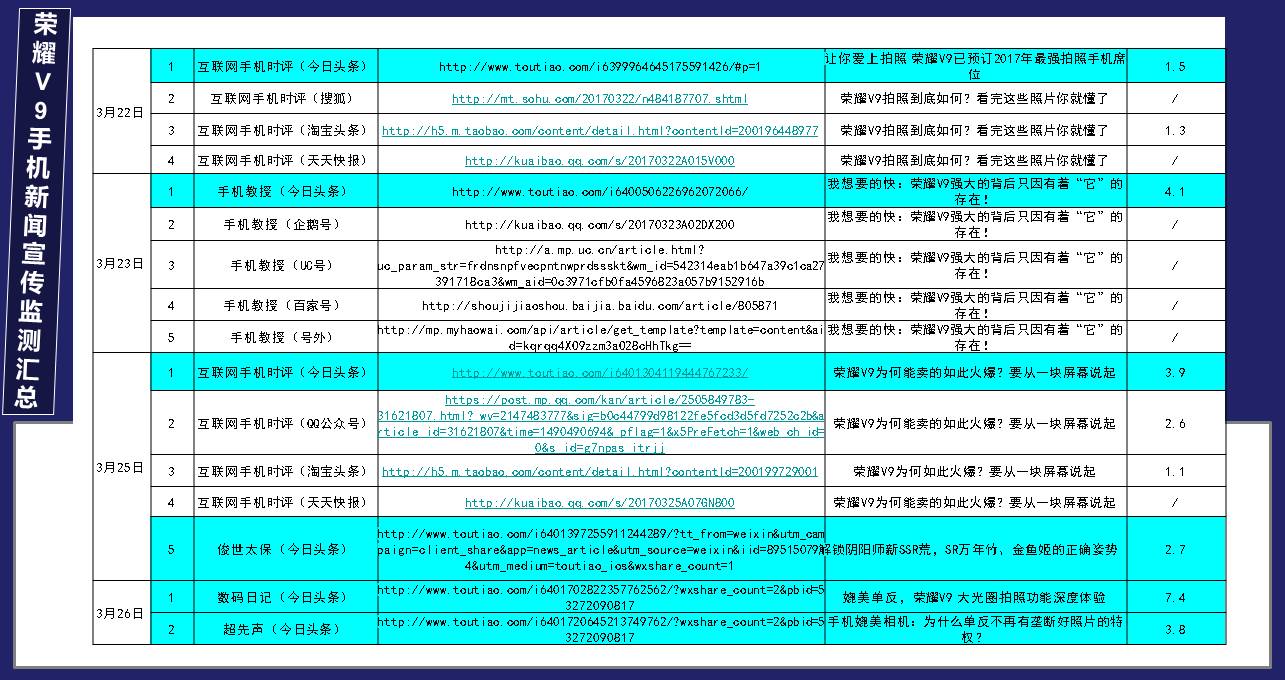 荣耀V9手机新闻宣传监测汇总
3月22日
1 互联网手机时评（今日头条） http://www.toutiao.com/i6399964645175591426/#p=1 让你爱上拍照 荣耀V9已预订2017年最强拍照手机席 1.5
位
2 互联网手机时评（搜狐） http://mt.sohu.com/20170322/n484187707.shtml 荣耀V9拍照到底如何？看完这些照片你就懂了 /
3 互联网手机时评（淘宝头条） http://h5.m.taobao.com/content/detail.html?contentId=200196448977 荣耀V9拍照到底如何？看完这些照片你就懂了 1.3
4 互联网手机时评（天天快报） http://kuaibao.qq.com/s/20170322A015V000 荣耀V9拍照到底如何？看完这些照片你就懂了 /
3月23日
1 手机教授（今日头条） http://www.toutiao.com/i6400506226962072066/ 我想要的快：荣耀V9强大的背后只因有着“它”的 4.1
存在！
2 手机教授（企鹅号） http://kuaibao.qq.com/s/20170323A02DX200 我想要的快：荣耀V9强大的背后只因有着“它”的 /
存在！
3 手机教授（UC号） http://a.mp.uc.cn/article.html?
uc_param_str=frdnsnpfvecpntnwprdssskt&wm_id=542314eab1b647a39c1ca27
391718ca3&wm_aid=0c3971cfb0fa4596823a057b9152916b
我想要的快：荣耀V9强大的背后只因有着“它”的 /
存在！
4 手机教授（百家号） http://shoujijiaoshou.baijia.baidu.com/article/805871 我想要的快：荣耀V9强大的背后只因有着“它”的 /
存在！
5 手机教授（号外） http://mp.myhaowai.com/api/article/get_template?template=content&ai
d=kqrqq4X09zzm3a028cHhTkg==
我想要的快：荣耀V9强大的背后只因有着“它”的 /
存在！
3月25日
1 互联网手机时评（今日头条） http://www.toutiao.com/i6401304119444767233/ 荣耀V9为何能卖的如此火爆？要从一块屏幕说起 3.9
2 互联网手机时评（QQ公众号） https://post.mp.qq.com/kan/article/2505849783-
31621807.html?_wv=2147483777&sig=b0c44799d98122fe5fcd3d5fd7252c2b&a
rticle_id=31621807&time=1490490694&_pflag=1&x5PreFetch=1&web_ch_id=
0&s_id=g7npas_itrjj
荣耀V9为何能卖的如此火爆？要从一块屏幕说起 2.6
3 互联网手机时评（淘宝头条） http://h5.m.taobao.com/content/detail.html?contentId=200199729001 荣耀V9为何如此火爆？要从一块屏幕说起 1.1
4 互联网手机时评（天天快报） http://kuaibao.qq.com/s/20170325A07GN800 荣耀V9为何能卖的如此火爆？要从一块屏幕说起 /
5 俊世太保（今日头条） http://www.toutiao.com/i6401397255911244289/?tt_from=weixin&utm_cam
paign=client_share&app=news_article&utm_source=weixin&iid=89515079
4&utm_medium=toutiao_ios&wxshare_count=1
解锁阴阳师新SSR荒，SR万年竹、金鱼姬的正确姿势 2.7
3月26日
1 数码日记（今日头条） http://www.toutiao.com/i6401702822357762562/?wxshare_count=2&pbid=5
3272090817
媲美单反，荣耀V9 大光圈拍照功能深度体验 7.4
2 超先声（今日头条） http://www.toutiao.com/i6401720645213749762/?wxshare_count=2&pbid=5
3272090817
手机媲美相机：为什么单反不再有垄断好照片的特 3.8
权？